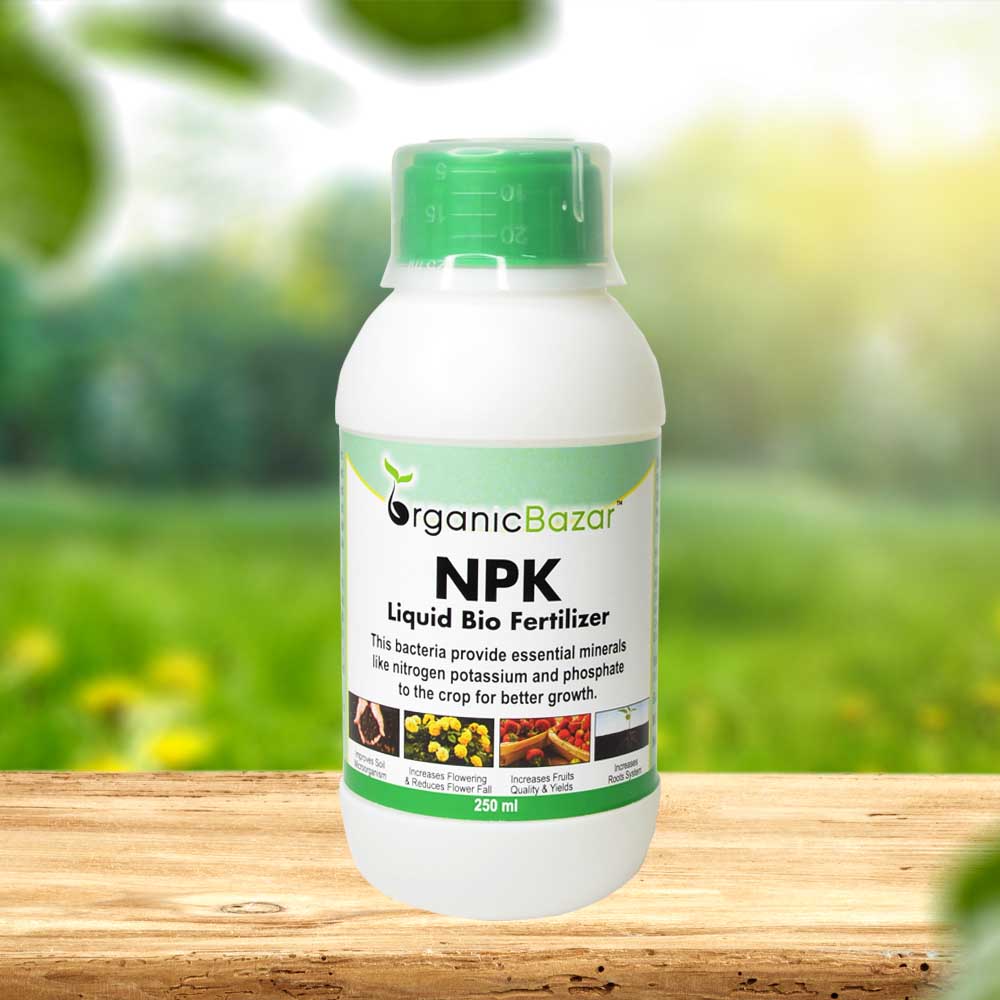 5
10
15
20
25 ml
OrganicBazar™
NPK
Liquid Bio Fertilizer
This bacteria provide essential minerals
like nitrogen potassium and phosphate
to the crop for better growth.
Improves Soil
Microorganism
Increases Flowering
& Reduces Flower Fall
Increases Fruits
Quality & Yields
Increases
Roots System
250 ml